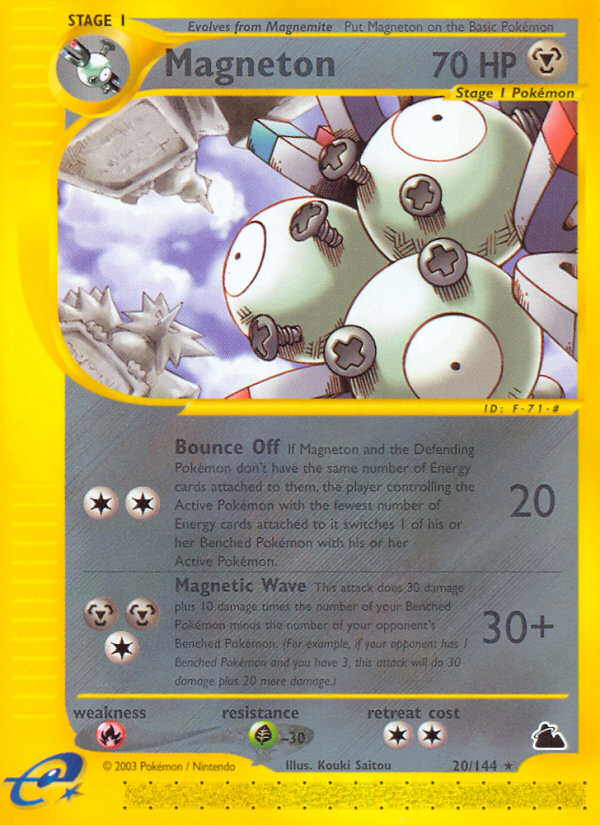 STAGE 1
Evolves from Magnemite Put Magneton on the Basic Pokémon
Magneton 70 HP
Stage 1 Pokémon
ID: F-71-#
Bounce Off If Magneton and the Defending
Pokémon don't have the same number of Energy
cards attached to them, the player controlling the
Active Pokémon with the fewest number of
Energy cards attached to it switches 1 of his or
her Benched Pokémon with his or her
Active Pokémon.
20
Magnetic Wave This attack does 30 damage
plus 10 damage times the number of your Benched
Pokémon minus the number of your opponent's
Benched Pokémon. (For example, if your opponent has 1
Benched Pokémon and you have 3, this attack will do 30
damage plus 20 more damage.)
30+
weakness resistance retreat cost
-30
© 2003 Pokémon / Nintendo Illus. Kouki Saitou 20/144 ★
e